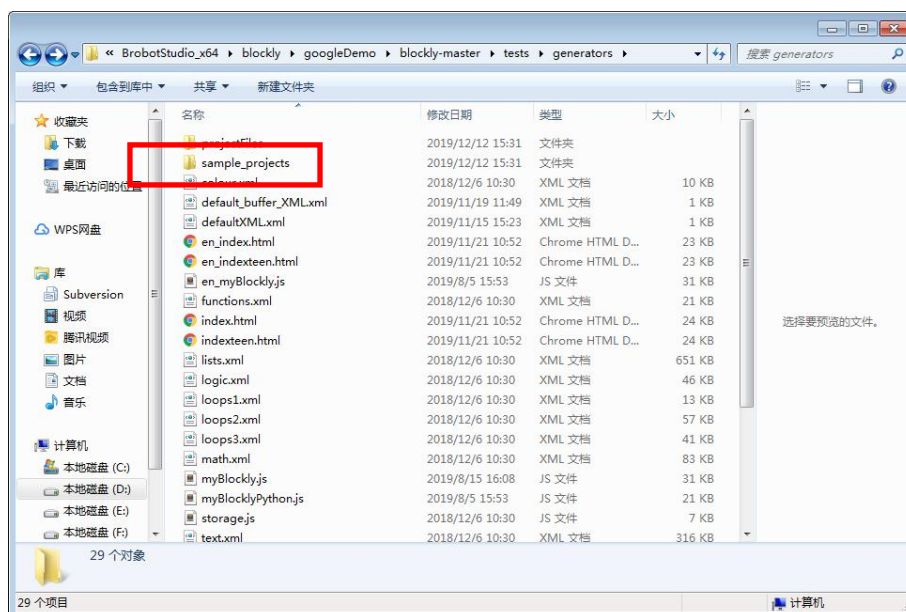 « BrobotStudio_x64 ▸ blockly ▸ googleDemo ▸ blockly-master ▸ tests ▸ generators ▸
搜索 generators
组织 ▼ 包含到库中 ▼ 共享 ▼ 新建文件夹
名称 修改日期 类型 大小
收藏夹
下载
桌面
最近访问的位置
WPS网盘
库
Subversion
视频
腾讯视频
图片
文档
音乐
计算机
本地磁盘 (C:)
本地磁盘 (D:)
本地磁盘 (E:)
本地磁盘 (F:)
projectFiles 2019/12/12 15:31 文件夹
sample_projects 2019/12/12 15:31 文件夹
colour.xml 2018/12/6 10:30 XML 文档 10 KB
default_buffer_XML.xml 2019/11/19 11:49 XML 文档 1 KB
defaultXML.xml 2019/11/15 15:23 XML 文档 1 KB
en_index.html 2019/11/21 10:52 Chrome HTML D... 23 KB
en_indexteen.html 2019/11/21 10:52 Chrome HTML D... 23 KB
en_myBlockly.js 2019/8/5 15:53 JS 文件 31 KB
functions.xml 2018/12/6 10:30 XML 文档 21 KB
index.html 2019/11/21 10:52 Chrome HTML D... 24 KB
indexteen.html 2019/11/21 10:52 Chrome HTML D... 24 KB
lists.xml 2018/12/6 10:30 XML 文档 651 KB
logic.xml 2018/12/6 10:30 XML 文档 46 KB
loops1.xml 2018/12/6 10:30 XML 文档 13 KB
loops2.xml 2018/12/6 10:30 XML 文档 57 KB
loops3.xml 2018/12/6 10:30 XML 文档 41 KB
math.xml 2018/12/6 10:30 XML 文档 83 KB
myBlockly.js 2019/8/15 16:08 JS 文件 31 KB
myBlocklyPython.js 2019/8/5 15:53 JS 文件 21 KB
storage.js 2018/12/6 10:30 JS 文件 7 KB
text.xml 2018/12/6 10:30 XML 文档 316 KB
选择要预览的文件。
29 个对象
29 个项目 计算机